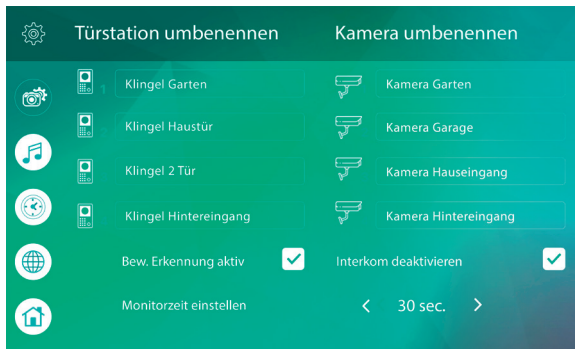 Türstation umbenennen
Kamera umbenennen
1 Klingel Garten
Kamera Garten
Klingel Haustür
Kamera Garage
Klingel 2 Tür
Kamera Hauseingang
Klingel Hintereingang
Kamera Hintereingang
Bew. Erkennung aktiv
Interkom deaktivieren
Monitorzeit einstellen
< 30 sec. >